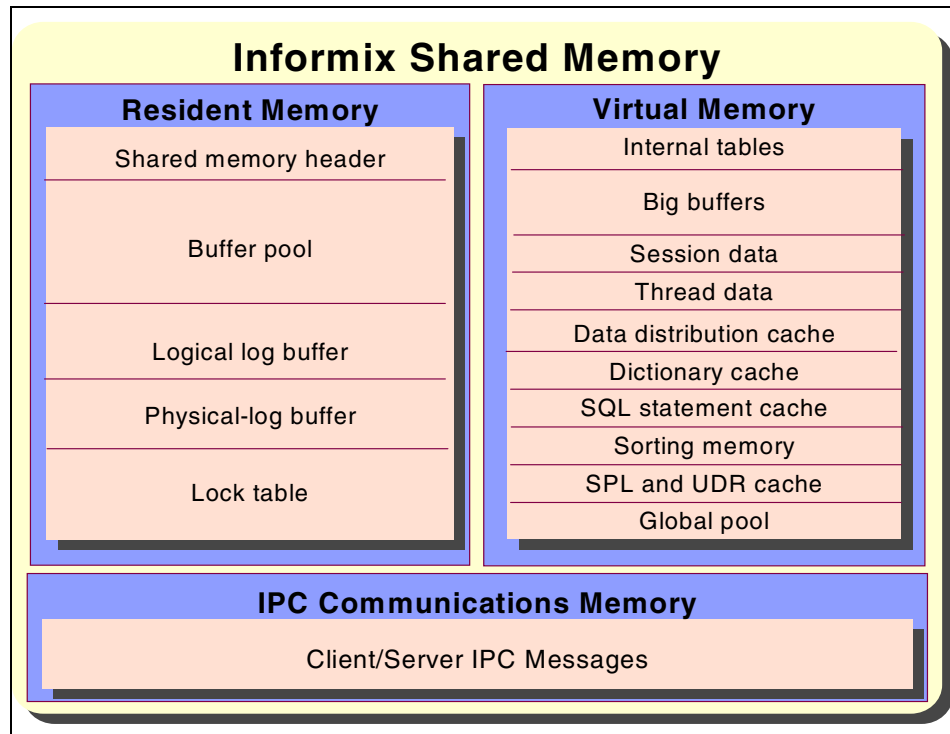 Informix Shared Memory
Resident Memory
Shared memory header
Buffer pool
Logical log buffer
Physical-log buffer
Lock table
Virtual Memory
Internal tables
Big buffers
Session data
Thread data
Data distribution cache
Dictionary cache
SQL statement cache
Sorting memory
SPL and UDR cache
Global pool
IPC Communications Memory
Client/Server IPC Messages